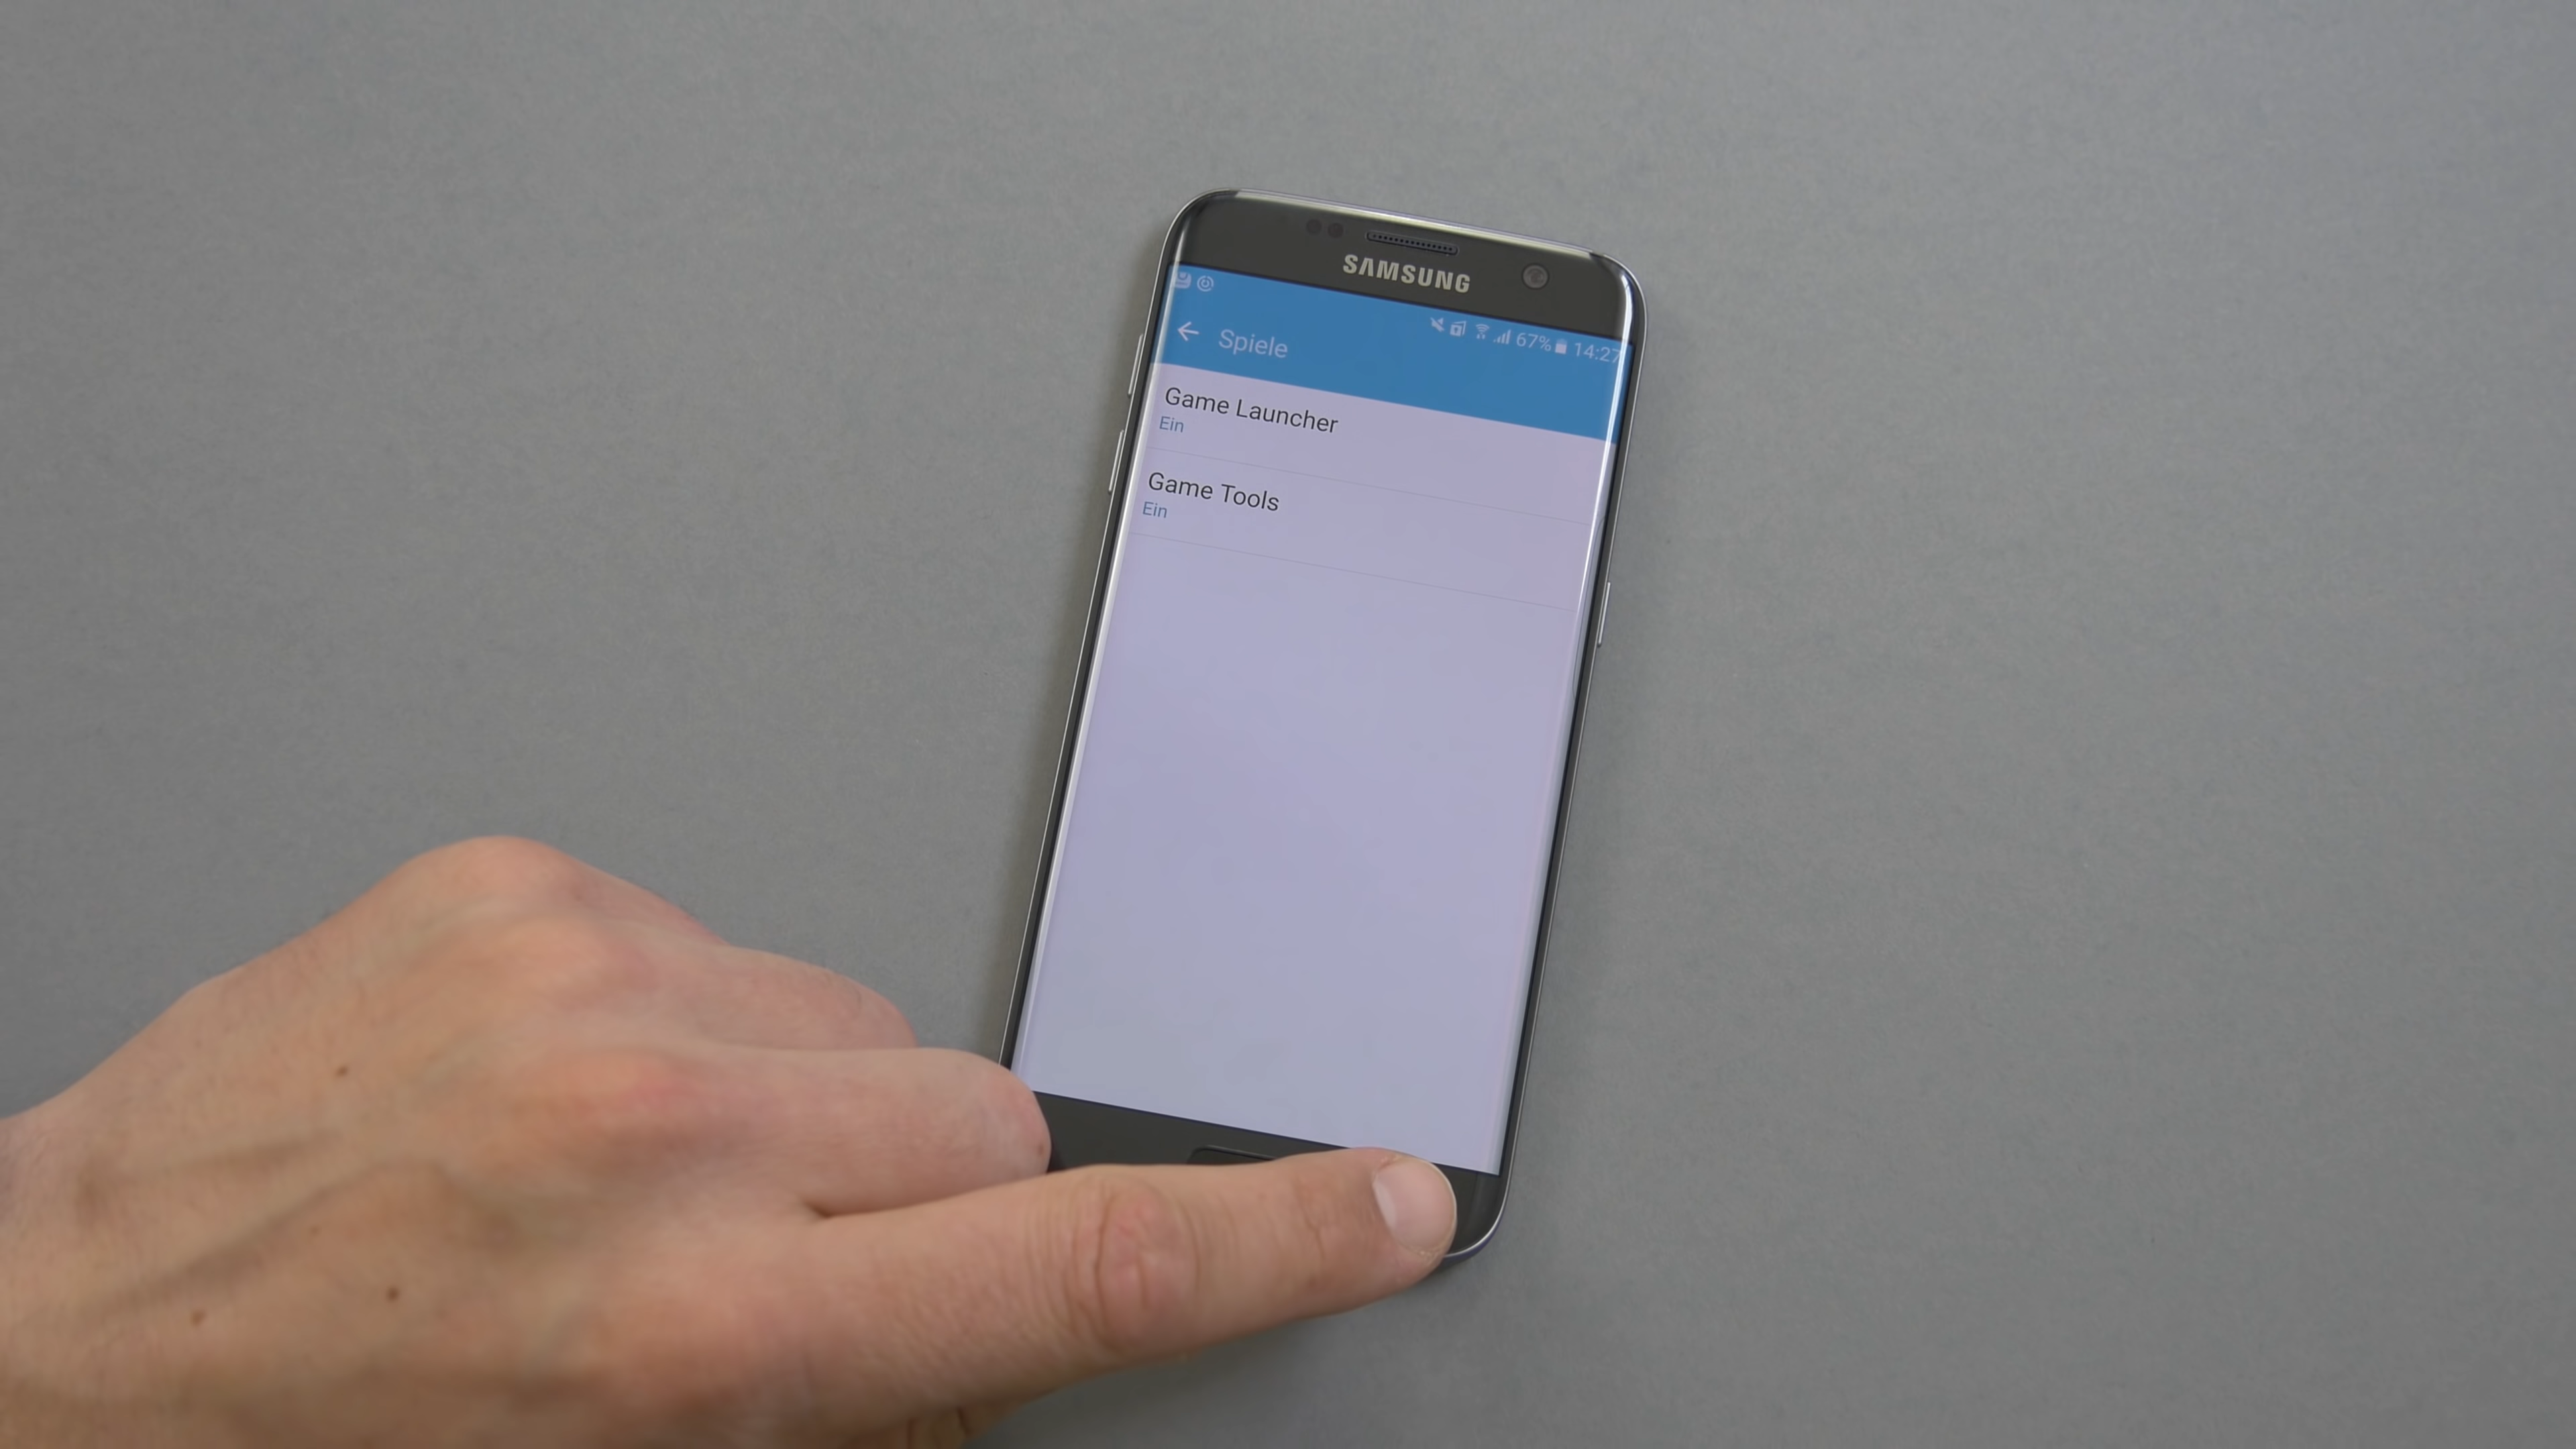 SAMSUNG
67% 14:27
Spiele
Game Launcher
Ein
Game Tools
Ein